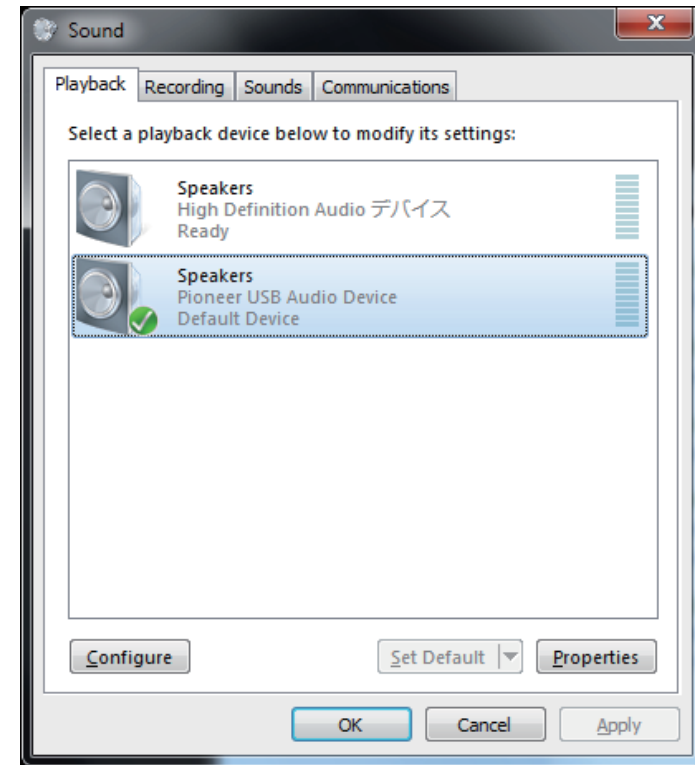 Sound
Playback Recording Sounds Communications
Select a playback device below to modify its settings:
Speakers
High Definition Audio デバイス
Ready
Speakers
Pioneer USB Audio Device
Default Device
Configure Set Default Properties
OK Cancel Apply